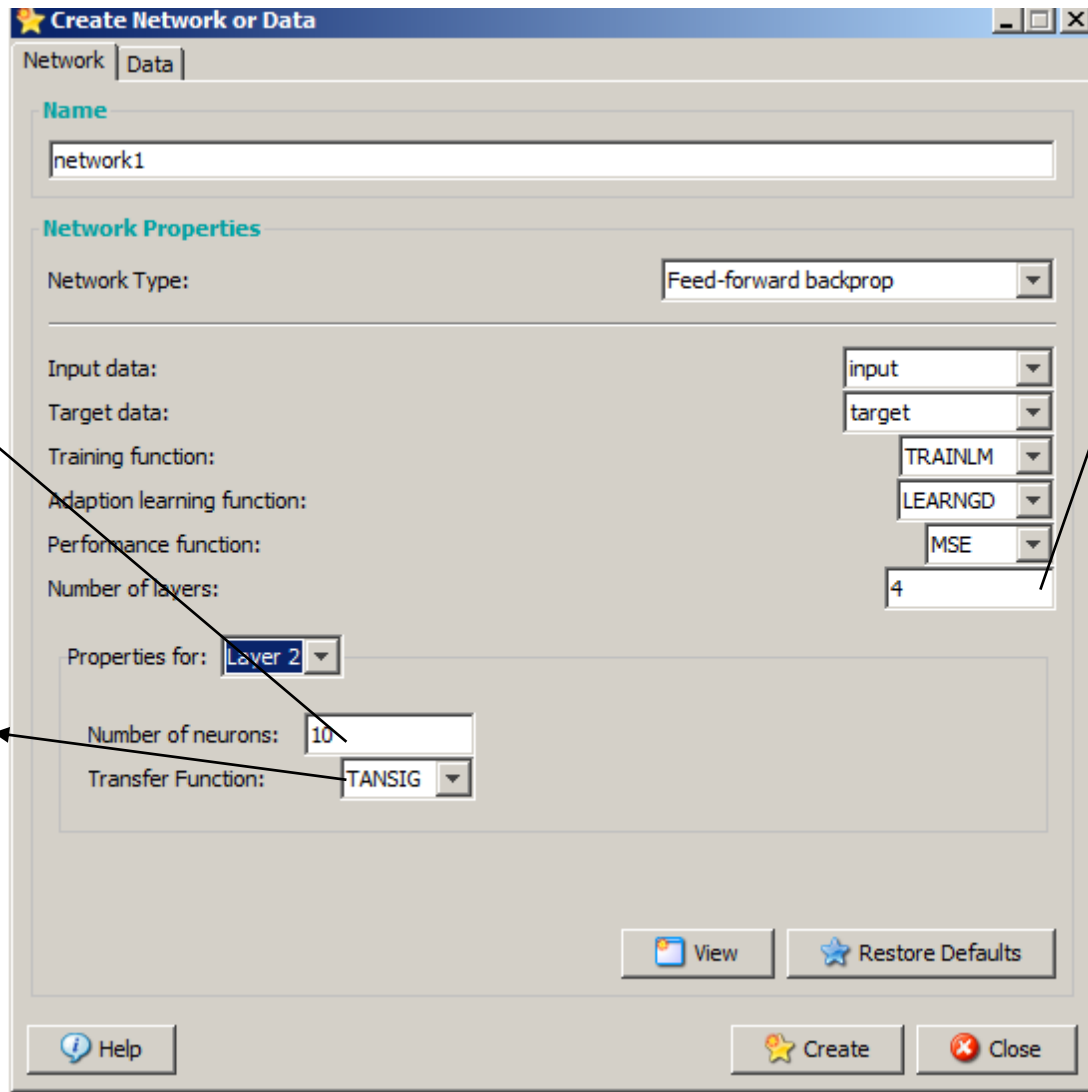 Create Network or Data
Network Data
Name
network1
Network Properties
Network Type: Feed-forward backprop
Input data: input
Target data: target
Training function: TRAINLM
Adaption learning function: LEARNGD
Performance function: MSE
Number of layers: 4
Properties for: Layer 2
Number of neurons: 10
Transfer Function: TANSIG
View Restore Defaults
Help Create Close